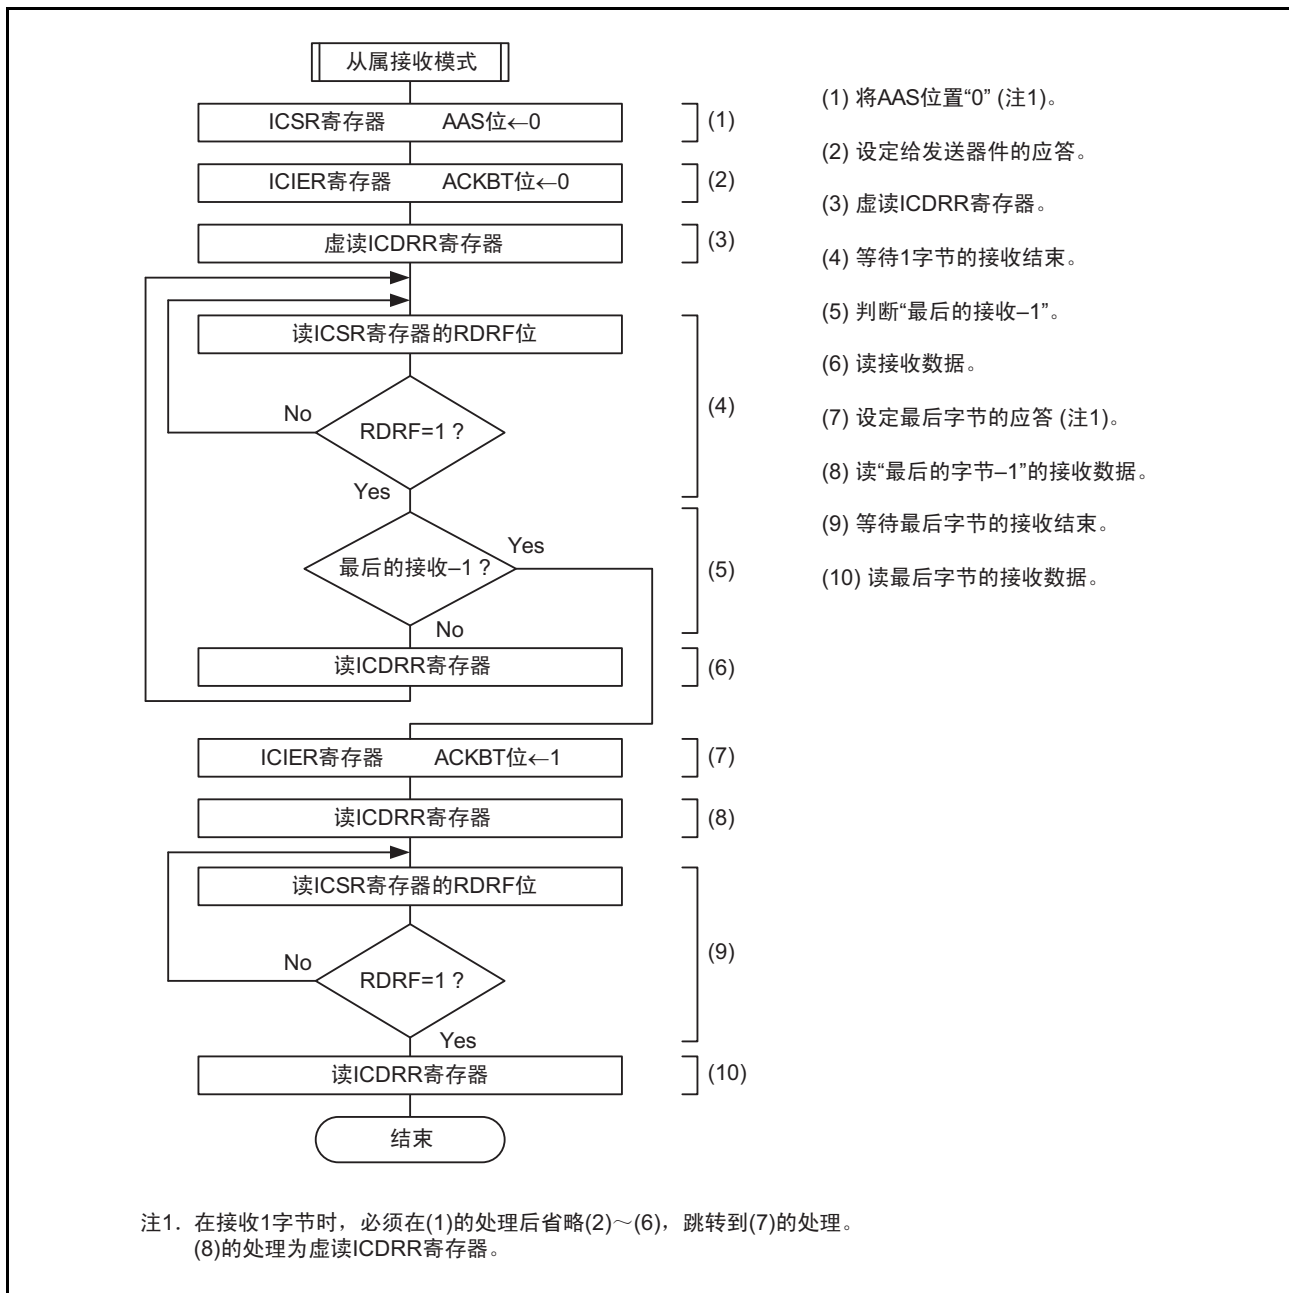 从属接收模式
ICSR寄存器 AAS位←0
(1)
ICIER寄存器 ACKBT位←0
(2)
虚读ICDRR寄存器
(3)
读ICSR寄存器的RDRF位
No
RDRF=1？
(4)
Yes
最后的接收–1？
Yes
(5)
No
读ICDRR寄存器
(6)
ICIER寄存器 ACKBT位←1
(7)
读ICDRR寄存器
(8)
读ICSR寄存器的RDRF位
No
RDRF=1？
(9)
Yes
读ICDRR寄存器
(10)
结束
(1) 将AAS位置“0” (注1)。
(2) 设定给发送器件的应答。
(3) 虚读ICDRR寄存器。
(4) 等待1字节的接收结束。
(5) 判断“最后的接收–1”。
(6) 读接收数据。
(7) 设定最后字节的应答 (注1)。
(8) 读“最后的字节–1”的接收数据。
(9) 等待最后字节的接收结束。
(10) 读最后字节的接收数据。
注1. 在接收1字节时，必须在(1)的处理后省略(2)～(6)，跳转到(7)的处理。
(8)的处理为虚读ICDRR寄存器。